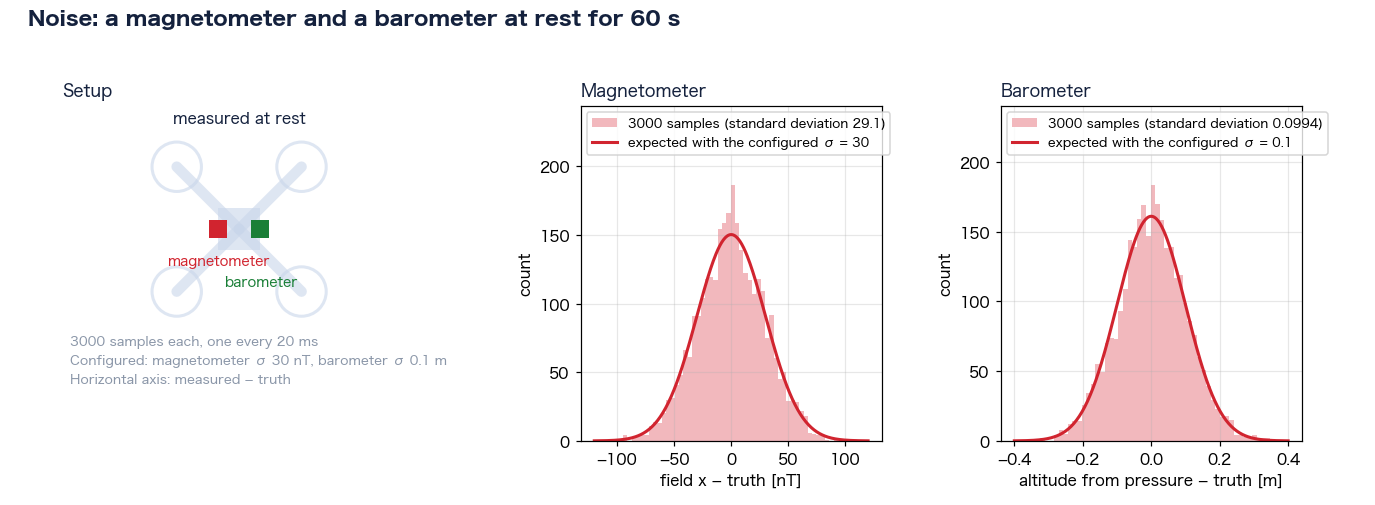 Noise: a magnetometer and a barometer at rest for 60 s
Setup
measured at rest
magnetometer
barometer
3000 samples each, one every 20 ms
Configured: magnetometer σ 30 nT, barometer σ 0.1 m
Horizontal axis: measured − truth
Magnetometer
3000 samples (standard deviation 29.1)
expected with the configured σ = 30
count
200
150
100
50
0
−100 −50 0 50 100
field x − truth [nT]
Barometer
3000 samples (standard deviation 0.0994)
expected with the configured σ = 0.1
count
200
150
100
50
0
−0.4 −0.2 0.0 0.2 0.4
altitude from pressure − truth [m]